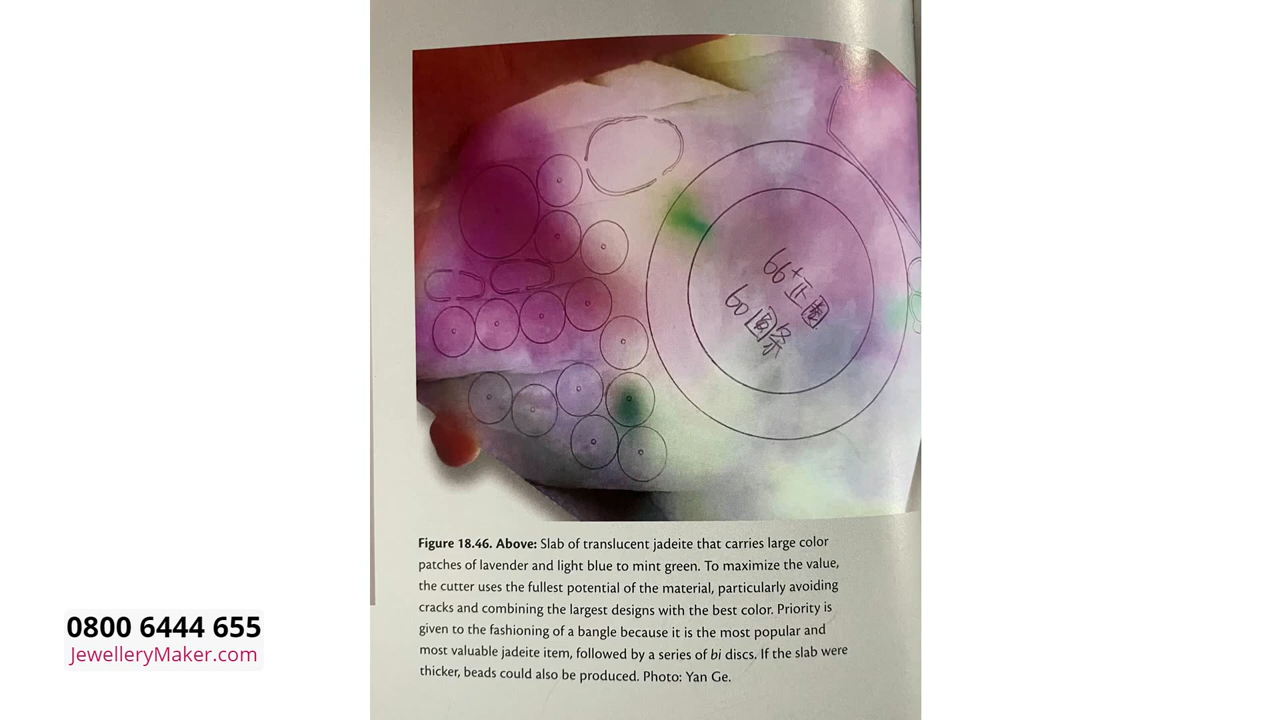 66+正圈
60圆条
Figure 18.46. Above: Slab of translucent jadeite that carries large color
patches of lavender and light blue to mint green. To maximize the value,
the cutter uses the fullest potential of the material, particularly avoiding
cracks and combining the largest designs with the best color. Priority is
given to the fashioning of a bangle because it is the most popular and
most valuable jadeite item, followed by a series of bi discs. If the slab were
thicker, beads could also be produced. Photo: Yan Ge.
0800 6444 655
JewelleryMaker.com